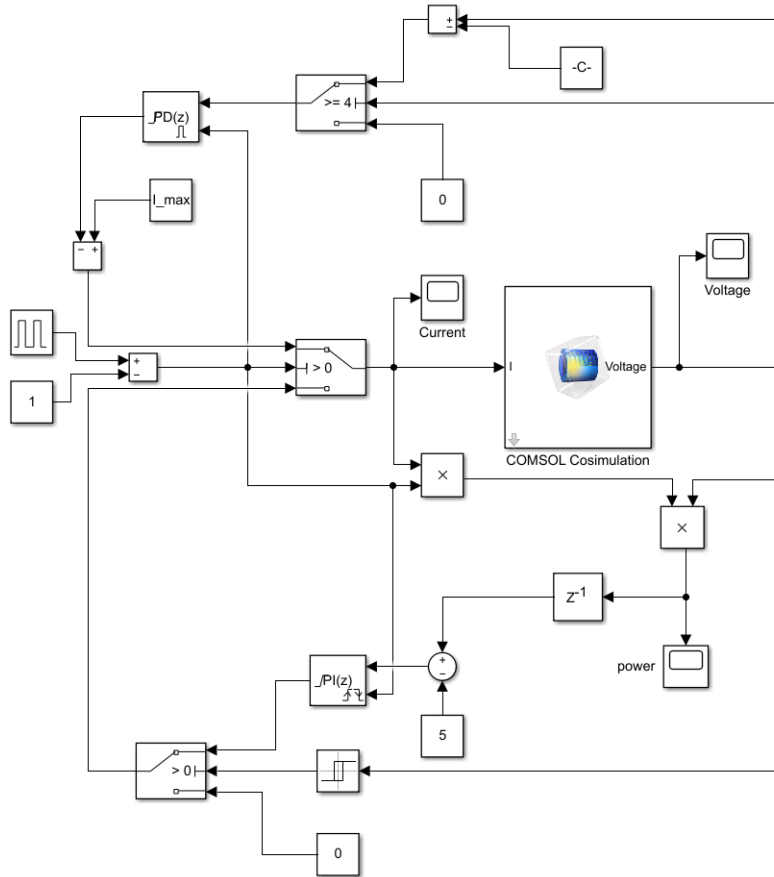 +
−
-C-
>= 4
PD(z)
I_max
0
− +
Voltage
Current
+
−
1
> 0
I
Voltage
COMSOL Cosimulation
×
×
Z-1
+
−
power
PI(z)
5
> 0
0